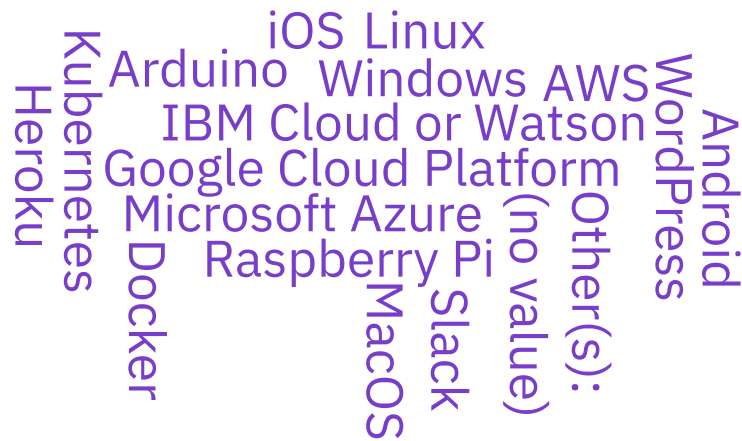 iOS
Linux
Arduino
Windows
AWS
IBM Cloud or Watson
Google Cloud Platform
Microsoft Azure
Raspberry Pi
Heroku
Kubernetes
Docker
MacOS
Slack
(no value)
Other(s):
WordPress
Android